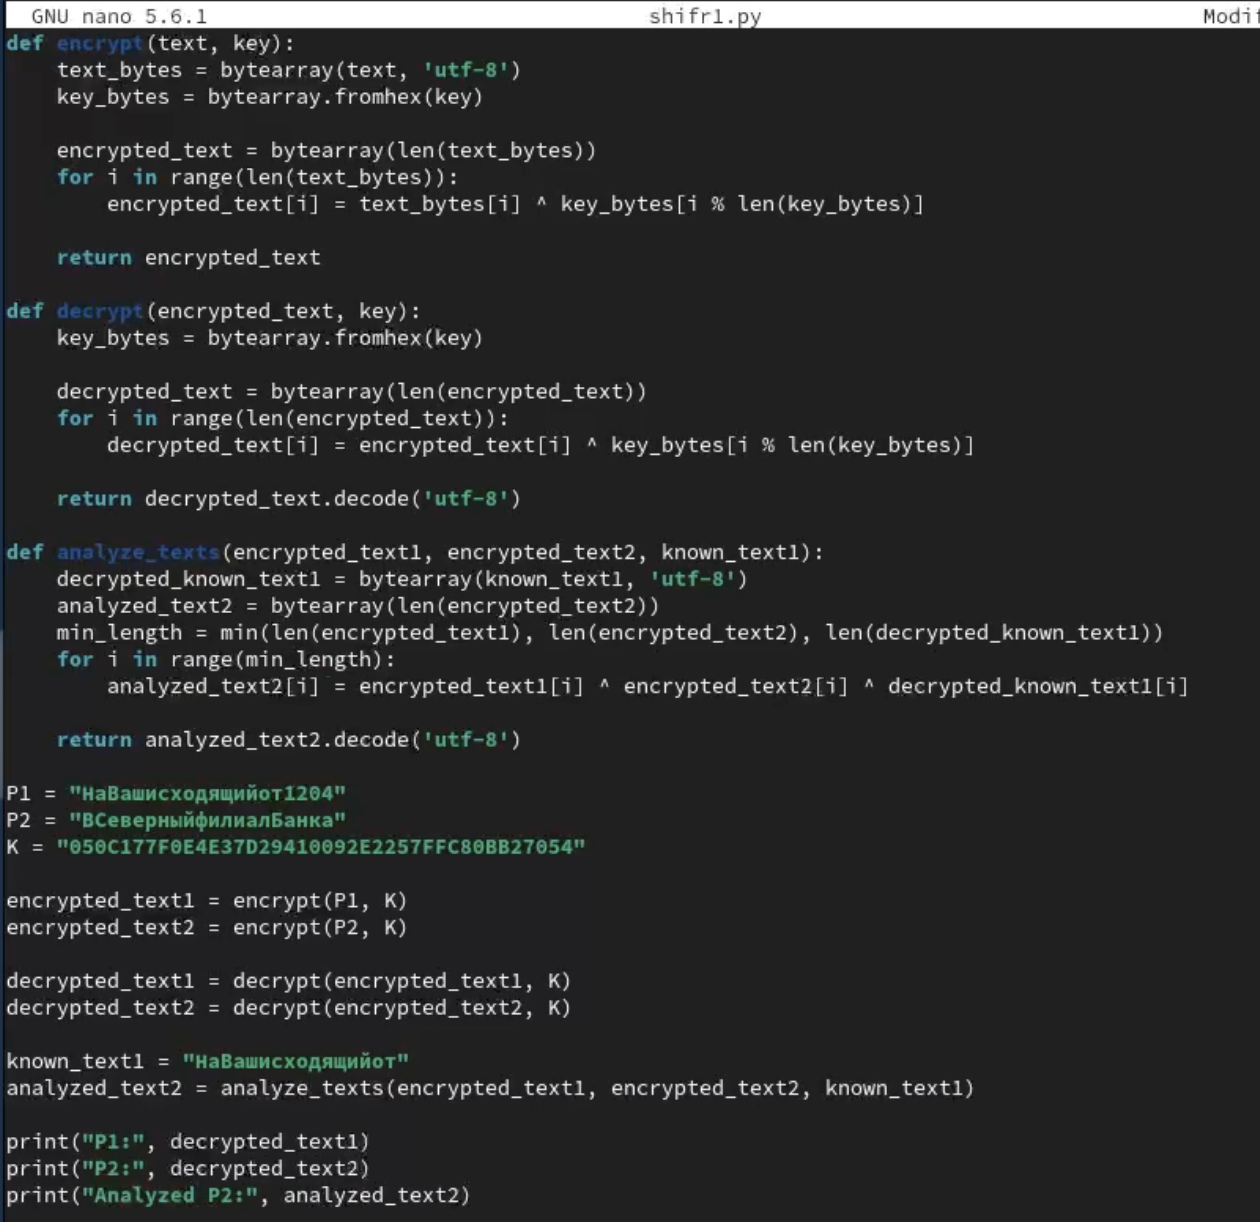 GNU nano 5.6.1 shifr1.py Modif
def encrypt(text, key):
    text_bytes = bytearray(text, 'utf-8')
    key_bytes = bytearray.fromhex(key)

    encrypted_text = bytearray(len(text_bytes))
    for i in range(len(text_bytes)):
        encrypted_text[i] = text_bytes[i] ^ key_bytes[i % len(key_bytes)]

    return encrypted_text

def decrypt(encrypted_text, key):
    key_bytes = bytearray.fromhex(key)

    decrypted_text = bytearray(len(encrypted_text))
    for i in range(len(encrypted_text)):
        decrypted_text[i] = encrypted_text[i] ^ key_bytes[i % len(key_bytes)]

    return decrypted_text.decode('utf-8')

def analyze_texts(encrypted_text1, encrypted_text2, known_text1):
    decrypted_known_text1 = bytearray(known_text1, 'utf-8')
    analyzed_text2 = bytearray(len(encrypted_text2))
    min_length = min(len(encrypted_text1), len(encrypted_text2), len(decrypted_known_text1))
    for i in range(min_length):
        analyzed_text2[i] = encrypted_text1[i] ^ encrypted_text2[i] ^ decrypted_known_text1[i]

    return analyzed_text2.decode('utf-8')

P1 = "НаВашисходящийот1204"
P2 = "ВСеверныйфилиалБанка"
K = "050C177F0E4E37D29410092E2257FFC80BB27054"

encrypted_text1 = encrypt(P1, K)
encrypted_text2 = encrypt(P2, K)

decrypted_text1 = decrypt(encrypted_text1, K)
decrypted_text2 = decrypt(encrypted_text2, K)

known_text1 = "НаВашисходящийот"
analyzed_text2 = analyze_texts(encrypted_text1, encrypted_text2, known_text1)

print("P1:", decrypted_text1)
print("P2:", decrypted_text2)
print("Analyzed P2:", analyzed_text2)